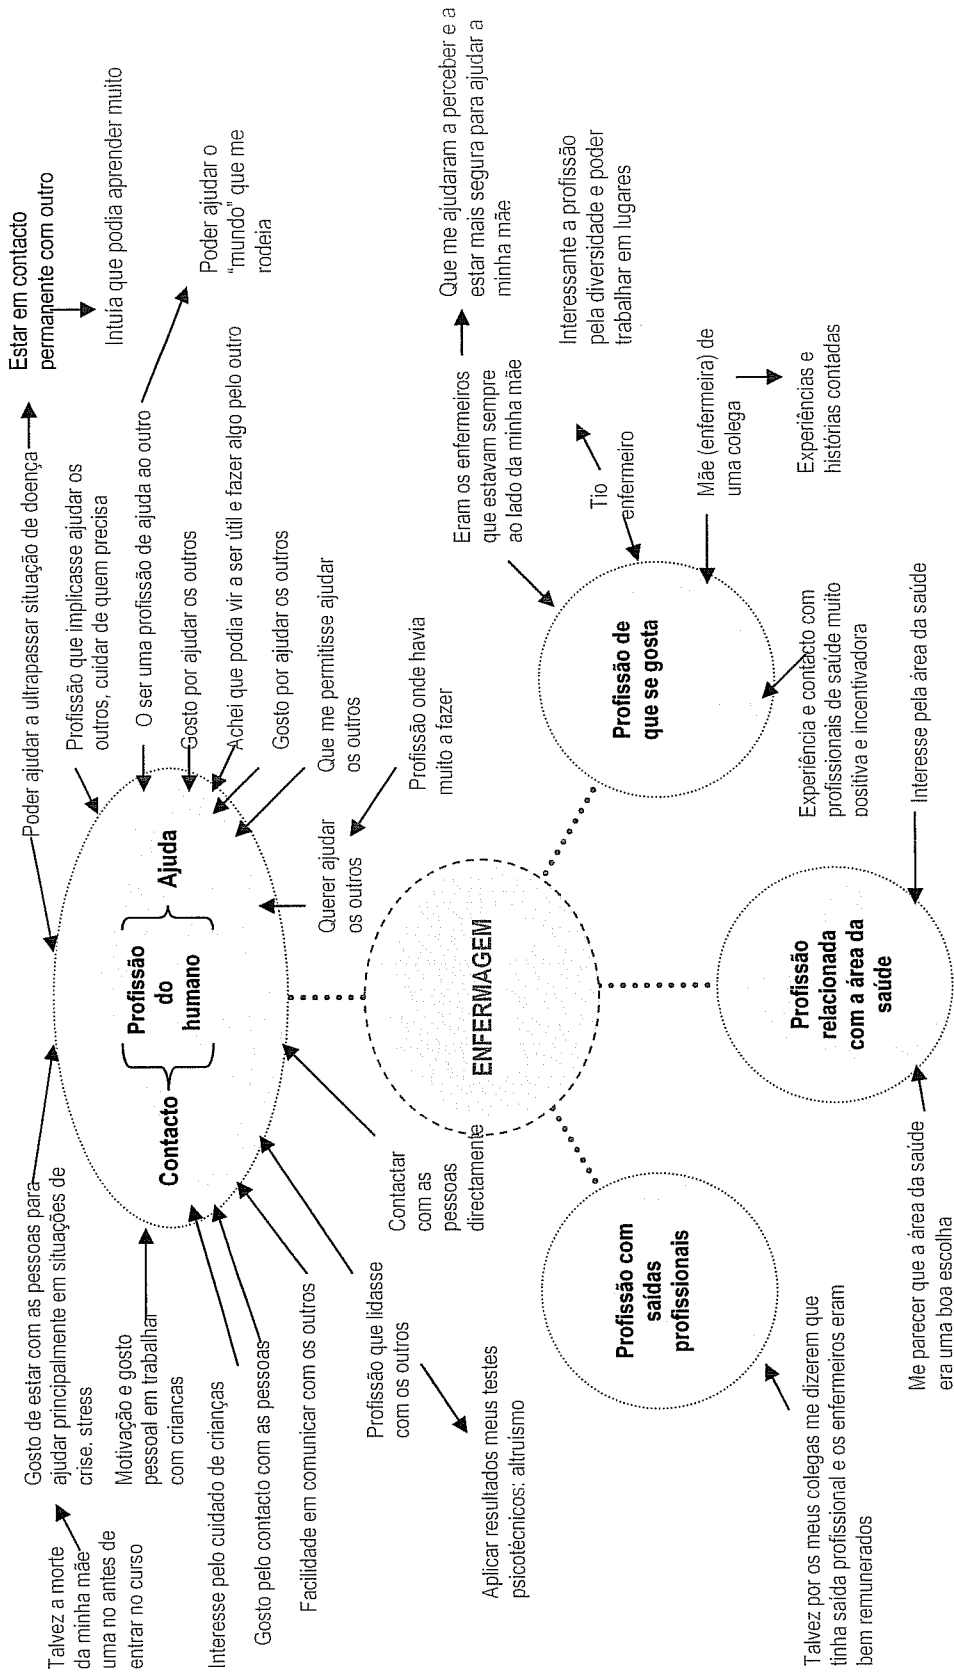 Talvez a morte
da minha mãe
uma no antes de
entrar no curso
Gosto de estar com as pessoas para
ajudar principalmente em situações de
crise. stress
Motivação e gosto
pessoal em trabalhar
com criancas
Interesse pelo cuidado de crianças
Gosto pelo contacto com as pessoas
Facilidade em comunicar com os outros
Profissão que lidasse
com os outros
Aplicar resultados meus testes
psicotécnicos: altruismo
Contactar
com as
pessoas
directamente
Contacto
Profissão
do
humano
Ajuda
Poder ajudar a ultrapassar situação de doença
Estar em contacto
permanente com outro
Intuía que podia aprender muito
Profissão que implicasse ajudar os
outros, cuidar de quem precisa
O ser uma profissão de ajuda ao outro
Poder ajudar o
"mundo" que me
rodeia
Gosto por ajudar os outros
Achei que podia vir a ser útil e fazer algo pelo outro
Gosto por ajudar os outros
Que me permitisse ajudar
os outros
Querer ajudar
os outros
Profissão onde havia
muito a fazer
ENFERMAGEM
Profissão com
saídas
profissionais
Talvez por os meus colegas me dizerem que
tinha saída profissional e os enfermeiros eram
bem remunerados
Profissão
relacionada
com a área da
saúde
Me parecer que a área da saúde
era uma boa escolha
Interesse pela área da saúde
Profissão de
que se gosta
Eram os enfermeiros
que estavam sempre
ao lado da minha mãe
Que me ajudaram a perceber e a
estar mais segura para ajudar a
minha mãe
Tio
enfermeiro
Interessante a profissão
pela diversidade e poder
trabalhar em lugares
Mãe (enfermeira) de
uma colega
Experiências e
histórias contadas
Experiência e contacto com
profissionais de saúde muito
positiva e incentivadora